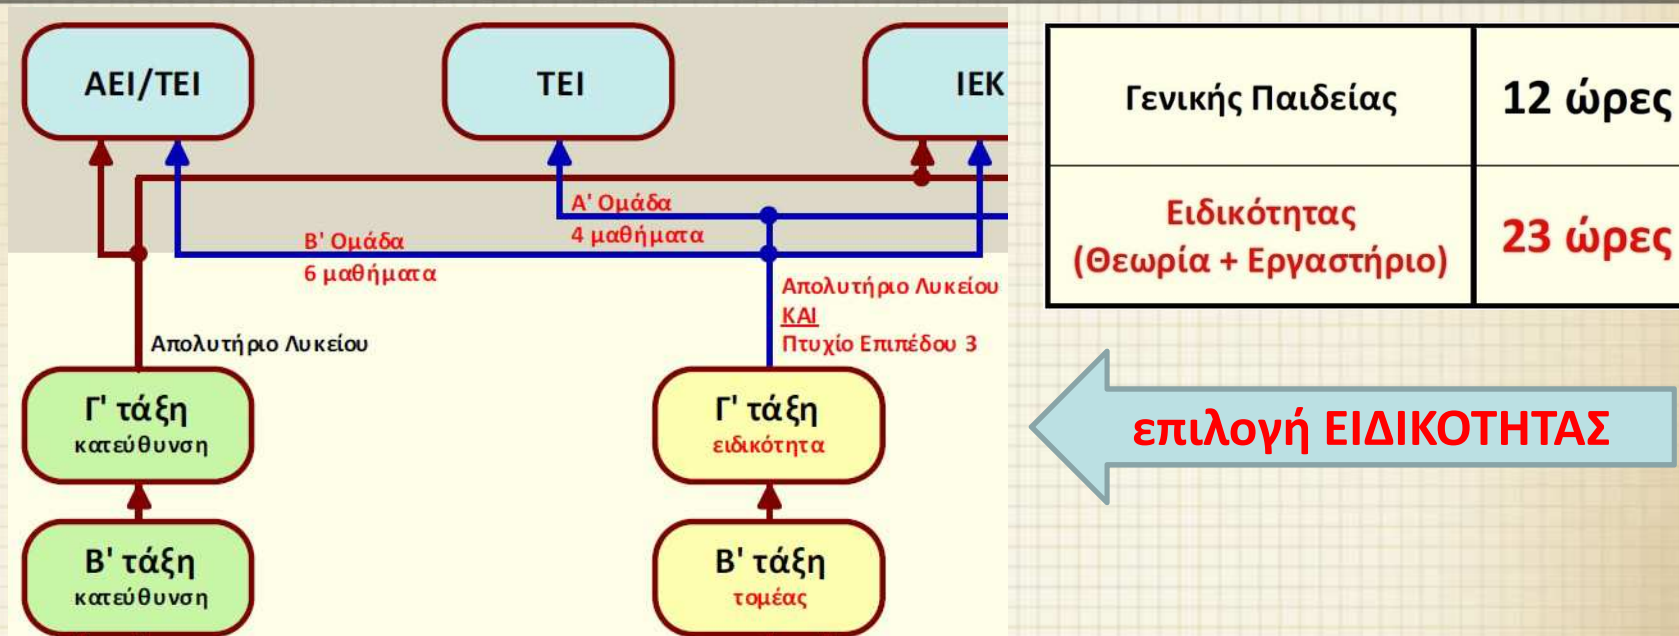 ΑΕΙ/ΤΕΙ
ΤΕΙ
ΙΕΚ
Α' Ομάδα
4 μαθήματα
Β' Ομάδα
6 μαθήματα
Απολυτήριο Λυκείου
ΚΑΙ
Πτυχίο Επιπέδου 3
Απολυτήριο Λυκείου
Γ' τάξη
κατεύθυνση
Γ' τάξη
ειδικότητα
Β' τάξη
κατεύθυνση
Β' τάξη
τομέας
Γενικής Παιδείας
12 ώρες
Ειδικότητας
(Θεωρία + Εργαστήριο)
23 ώρες
επιλογή ΕΙΔΙΚΟΤΗΤΑΣ